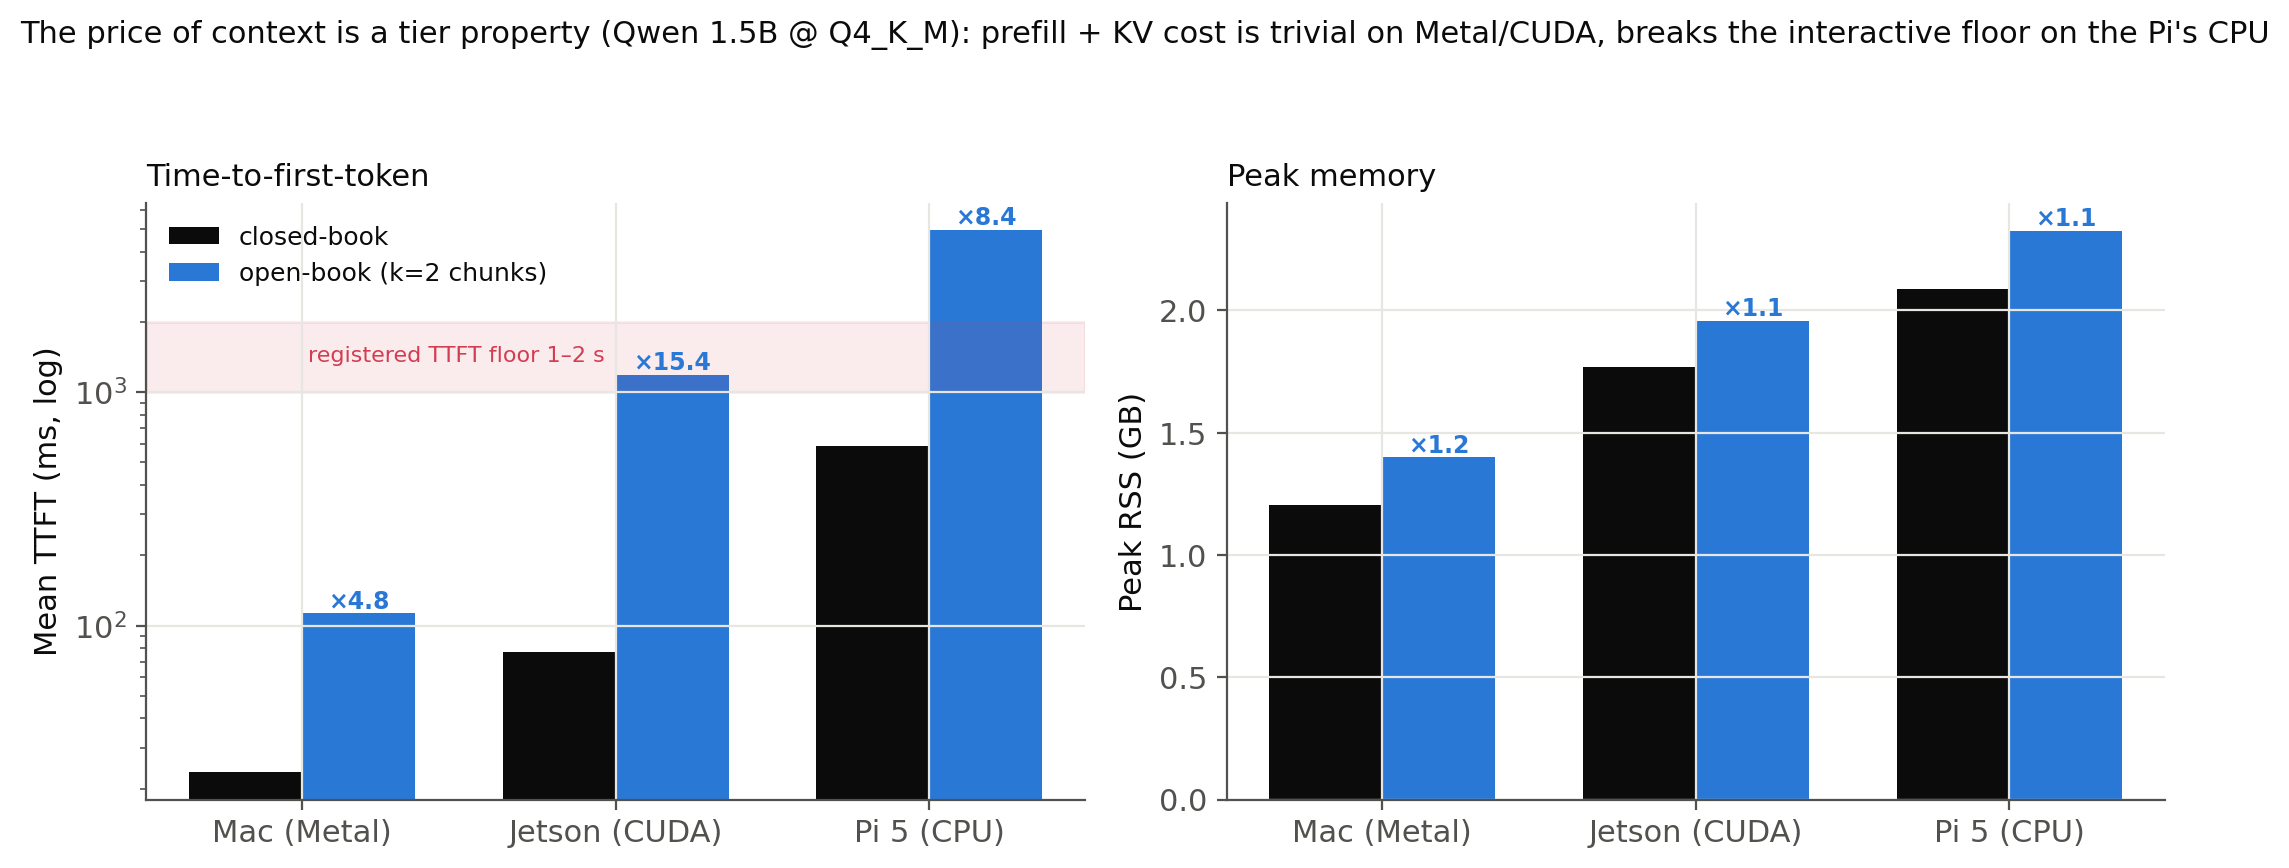 The price of context is a tier property (Qwen 1.5B @ Q4_K_M): prefill + KV cost is trivial on Metal/CUDA, breaks the interactive floor on the Pi's CPU
Time-to-first-token
closed-book
open-book (k=2 chunks)
registered TTFT floor 1–2 s
×4.8
×15.4
×8.4
Mean TTFT (ms, log)
10³
10²
Mac (Metal)
Jetson (CUDA)
Pi 5 (CPU)
Peak memory
×1.2
×1.1
×1.1
Peak RSS (GB)
2.0
1.5
1.0
0.5
0.0
Mac (Metal)
Jetson (CUDA)
Pi 5 (CPU)